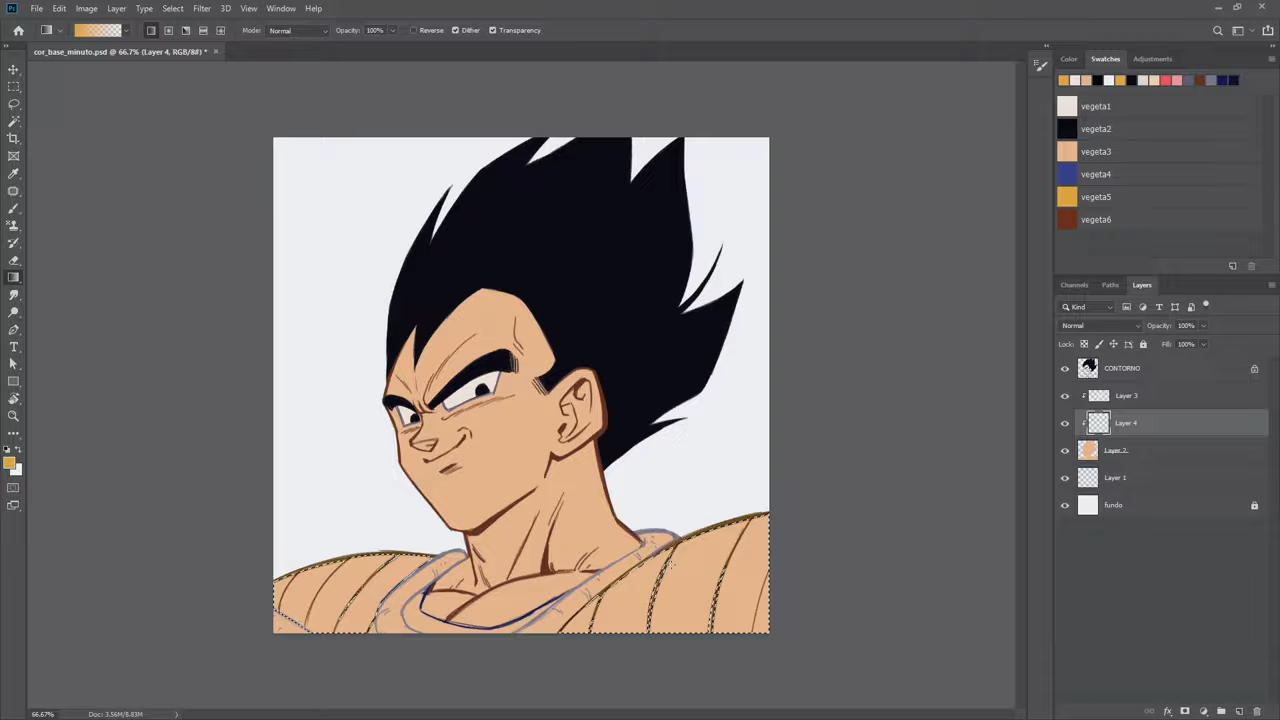 Ps File Edit Image Layer Type Select Filter 3D View Window Help
Mode: Normal Opacity: 100% Reverse Dither Transparency
cor_base_minuto.psd @ 66.7% (Layer 4, RGB/8#) *
Color Swatches Adjustments
vegeta1
vegeta2
vegeta3
vegeta4
vegeta5
vegeta6
Channels Paths Layers
Kind
Normal Opacity: 100%
Lock: Fill: 100%
CONTORNO
Layer 3
Layer 4
Layer 2
Layer 1
fundo
66.67% Doc: 3.56M/8.83M